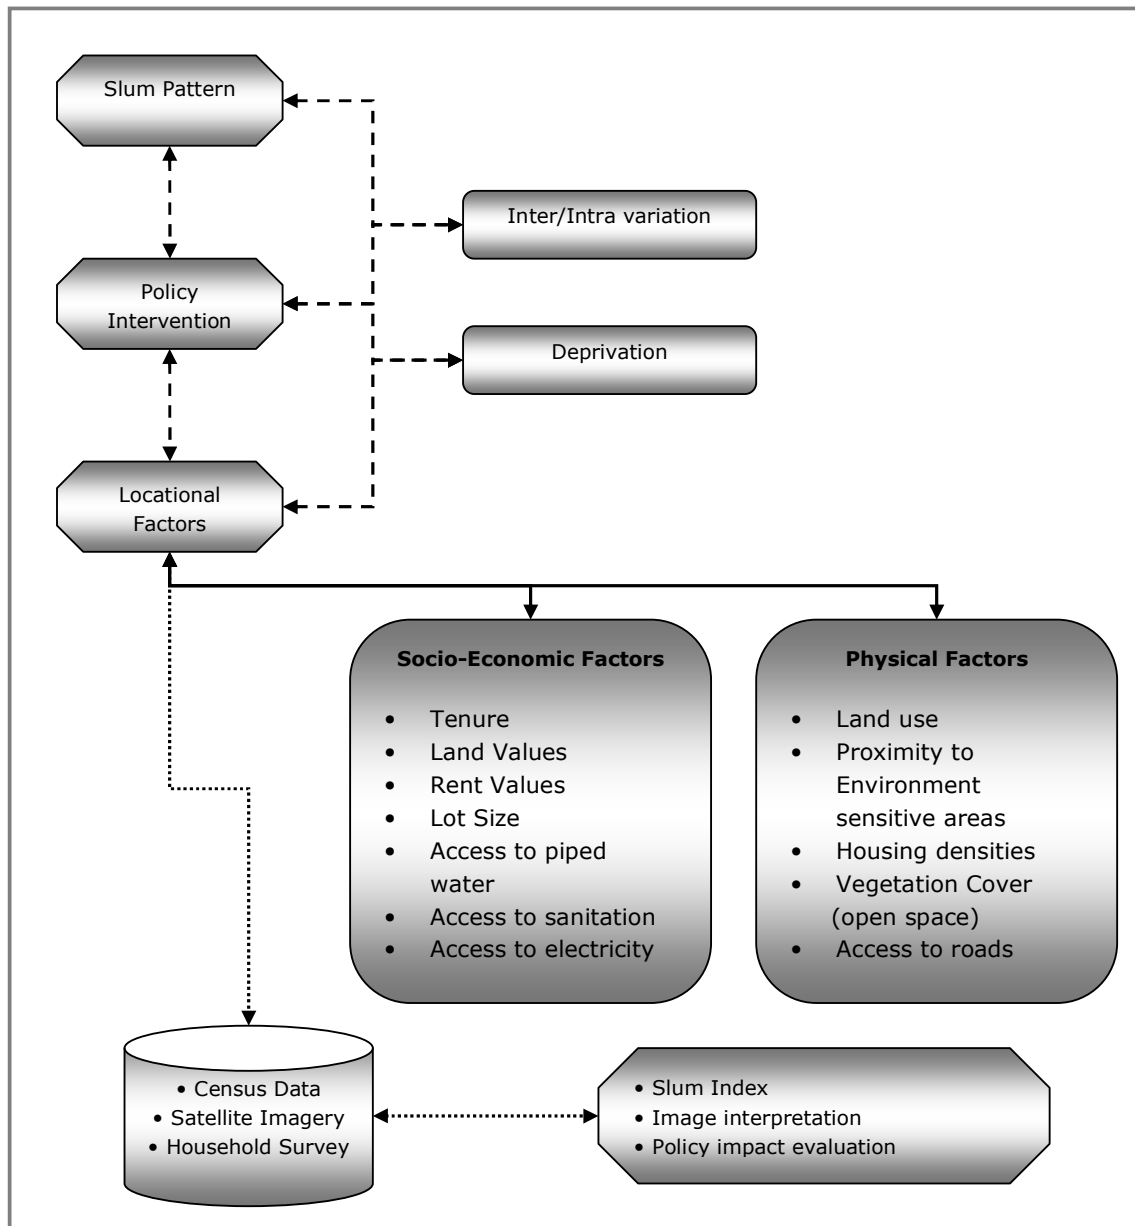 Slum Pattern
Inter/Intra variation
Policy
Intervention
Deprivation
Locational
Factors
Socio-Economic Factors
• Tenure
• Land Values
• Rent Values
• Lot Size
• Access to piped
water
• Access to sanitation
• Access to electricity
Physical Factors
• Land use
• Proximity to
Environment
sensitive areas
• Housing densities
• Vegetation Cover
(open space)
• Access to roads
• Census Data
• Satellite Imagery
• Household Survey
• Slum Index
• Image interpretation
• Policy impact evaluation